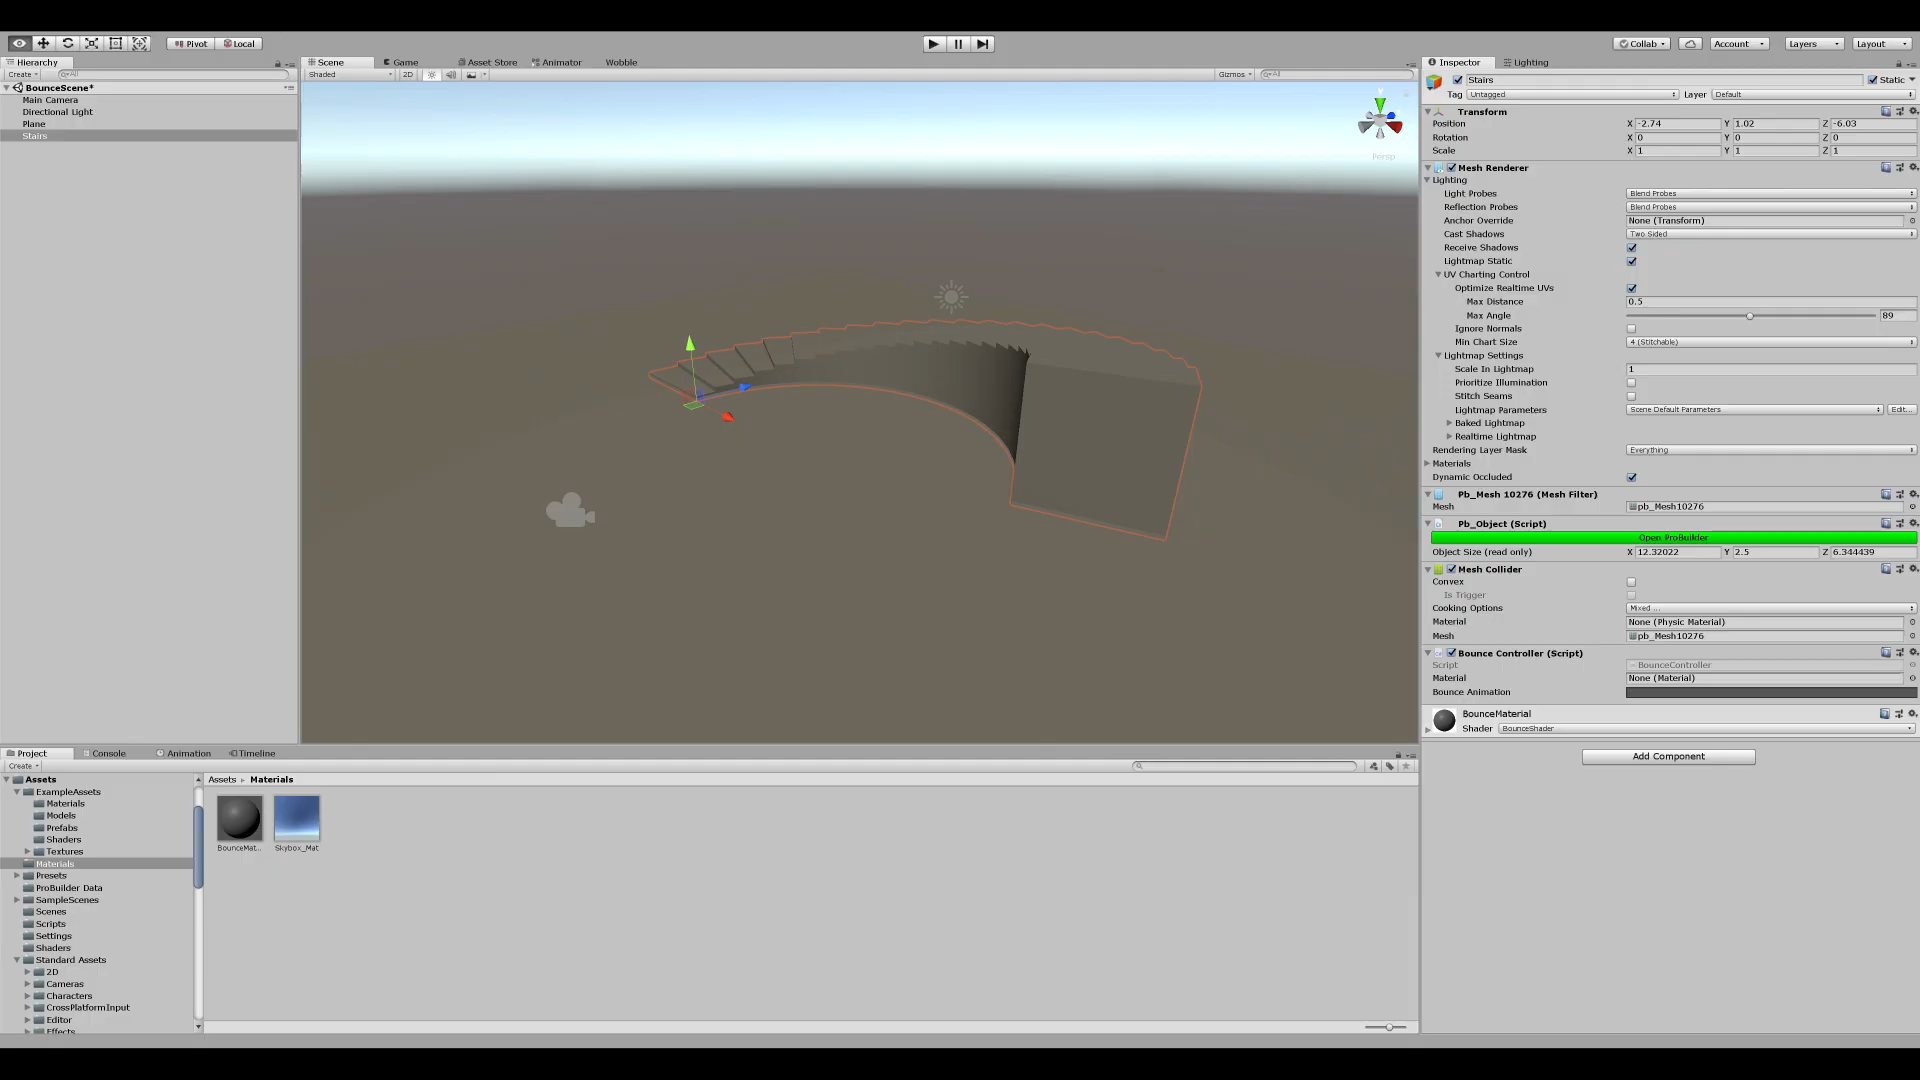 Pivot Local
Collab Account Layers Layout
Hierarchy
Create All
BounceScene*
Main Camera
Directional Light
Plane
Stairs
Scene Game Asset Store Animator Wobble
Shaded 2D Gizmos All
Persp
Project Console Animation Timeline
Create
Assets
ExampleAssets
Materials
Models
Prefabs
Shaders
Textures
Materials
Presets
ProBuilder Data
SampleScenes
Scenes
Scripts
Settings
Shaders
Standard Assets
2D
Cameras
Characters
CrossPlatformInput
Editor
Effects
Assets Materials
BounceMat... Skybox_Mat
Inspector Lighting
Stairs Static
Tag Untagged Layer Default
Transform
Position X -2.74 Y 1.02 Z -6.03
Rotation X 0 Y 0 Z 0
Scale X 1 Y 1 Z 1
Mesh Renderer
Lighting
Light Probes Blend Probes
Reflection Probes Blend Probes
Anchor Override None (Transform)
Cast Shadows Two Sided
Receive Shadows
Lightmap Static
UV Charting Control
Optimize Realtime UVs
Max Distance 0.5
Max Angle 89
Ignore Normals
Min Chart Size 4 (Stitchable)
Lightmap Settings
Scale In Lightmap 1
Prioritize Illumination
Stitch Seams
Lightmap Parameters Scene Default Parameters Edit...
Baked Lightmap
Realtime Lightmap
Rendering Layer Mask Everything
Materials
Dynamic Occluded
Pb_Mesh 10276 (Mesh Filter)
Mesh pb_Mesh10276
Pb_Object (Script)
Open ProBuilder
Object Size (read only) X 12.32022 Y 2.5 Z 6.344439
Mesh Collider
Convex
Is Trigger
Cooking Options Mixed ...
Material None (Physic Material)
Mesh pb_Mesh10276
Bounce Controller (Script)
Script BounceController
Material None (Material)
Bounce Animation
BounceMaterial
Shader BounceShader
Add Component